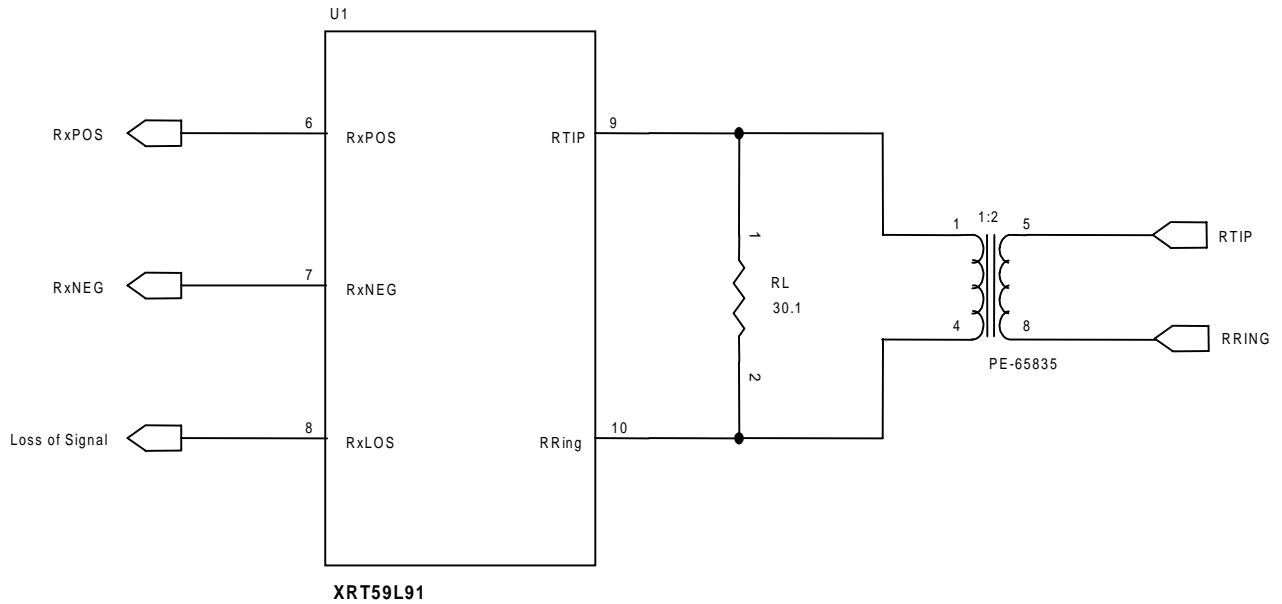 U1
RxPOS
6
RxPOS
RTIP
9
1
1:2
5
RTIP
1
RxNEG
7
RxNEG
RL
30.1
4
8
RRING
PE-65835
2
Loss of Signal
8
RxLOS
RRing
10
XRT59L91